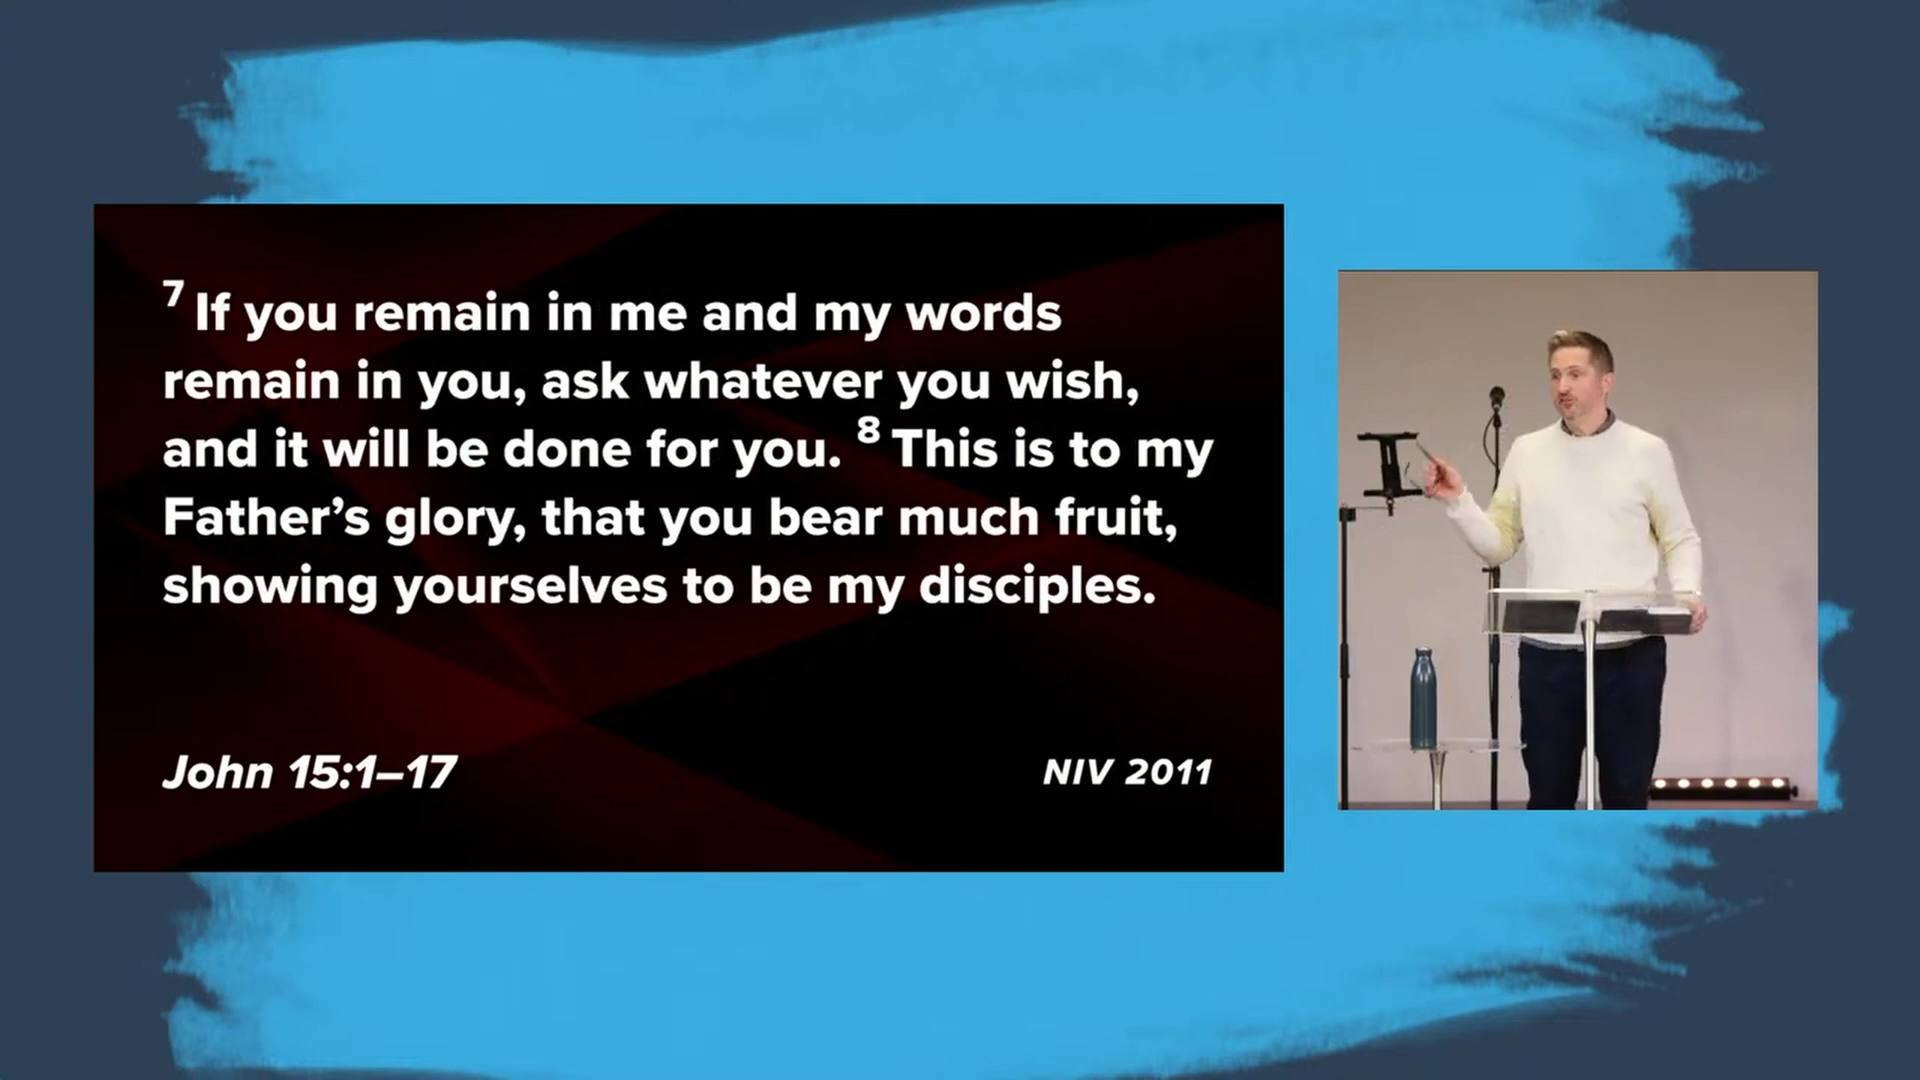 7 If you remain in me and my words
remain in you, ask whatever you wish,
and it will be done for you. 8 This is to my
Father’s glory, that you bear much fruit,
showing yourselves to be my disciples.
John 15:1–17
NIV 2011